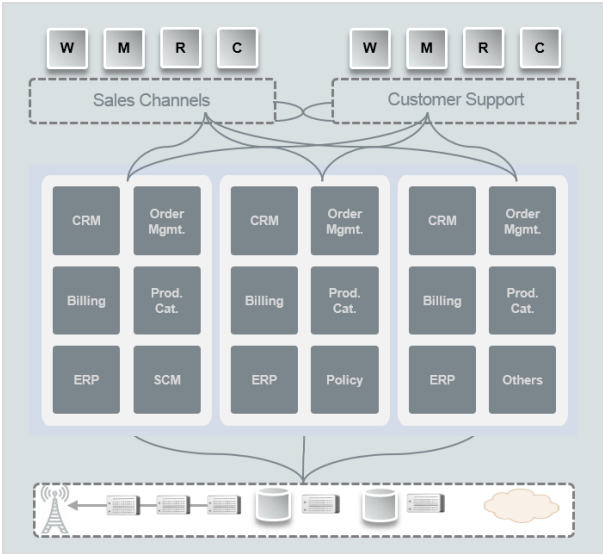 W M R C W M R C
Sales Channels Customer Support
CRM Order Mgmt. CRM Order Mgmt. CRM Order Mgmt.
Billing Prod. Cat. Billing Prod. Cat. Billing Prod. Cat.
ERP SCM ERP Policy ERP Others